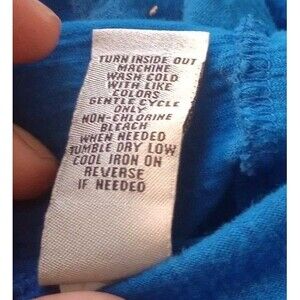 TURN INSIDE OUT
MACHINE
WASH COLD
WITH LIKE
COLORS
GENTLE CYCLE
ONLY
NON-CHLORINE
BLEACH
WHEN NEEDED
TUMBLE DRY LOW
COOL IRON ON
REVERSE
IF NEEDED